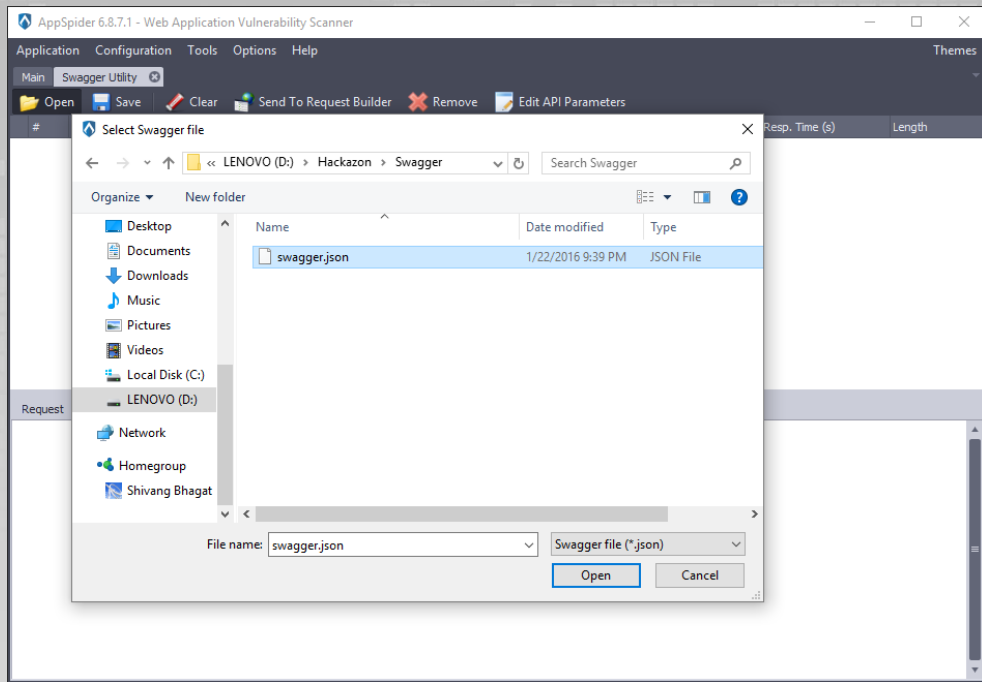 AppSpider 6.8.7.1 - Web Application Vulnerability Scanner
Application Configuration Tools Options Help Themes
Main Swagger Utility
Open Save Clear Send To Request Builder Remove Edit API Parameters
# Resp. Time (s) Length
Select Swagger file
« LENOVO (D:) > Hackazon > Swagger Search Swagger
Organize New folder
Name Date modified Type
swagger.json 1/22/2016 9:39 PM JSON File
Desktop
Documents
Downloads
Music
Pictures
Videos
Local Disk (C:)
LENOVO (D:)
Network
Homegroup
Shivang Bhagat
Request
File name: swagger.json Swagger file (*.json)
Open Cancel